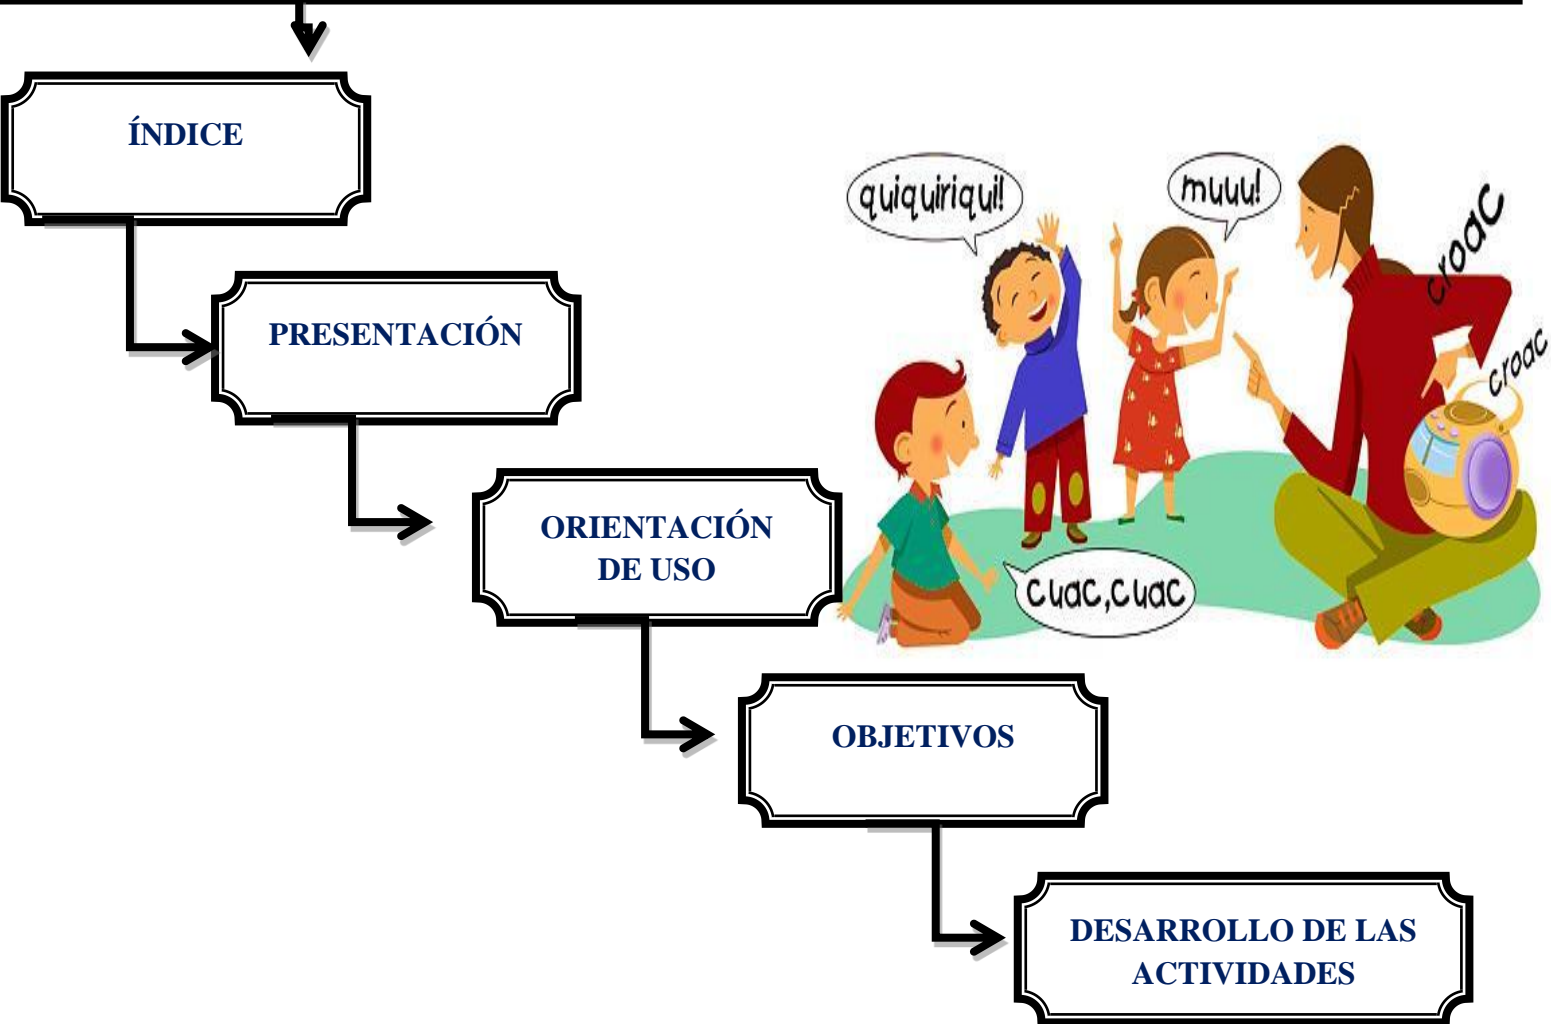 ÍNDICE
PRESENTACIÓN
ORIENTACIÓN
DE USO
OBJETIVOS
DESARROLLO DE LAS
ACTIVIDADES
quiquiriqui!
muuu!
croac
croac
cuac,cuac